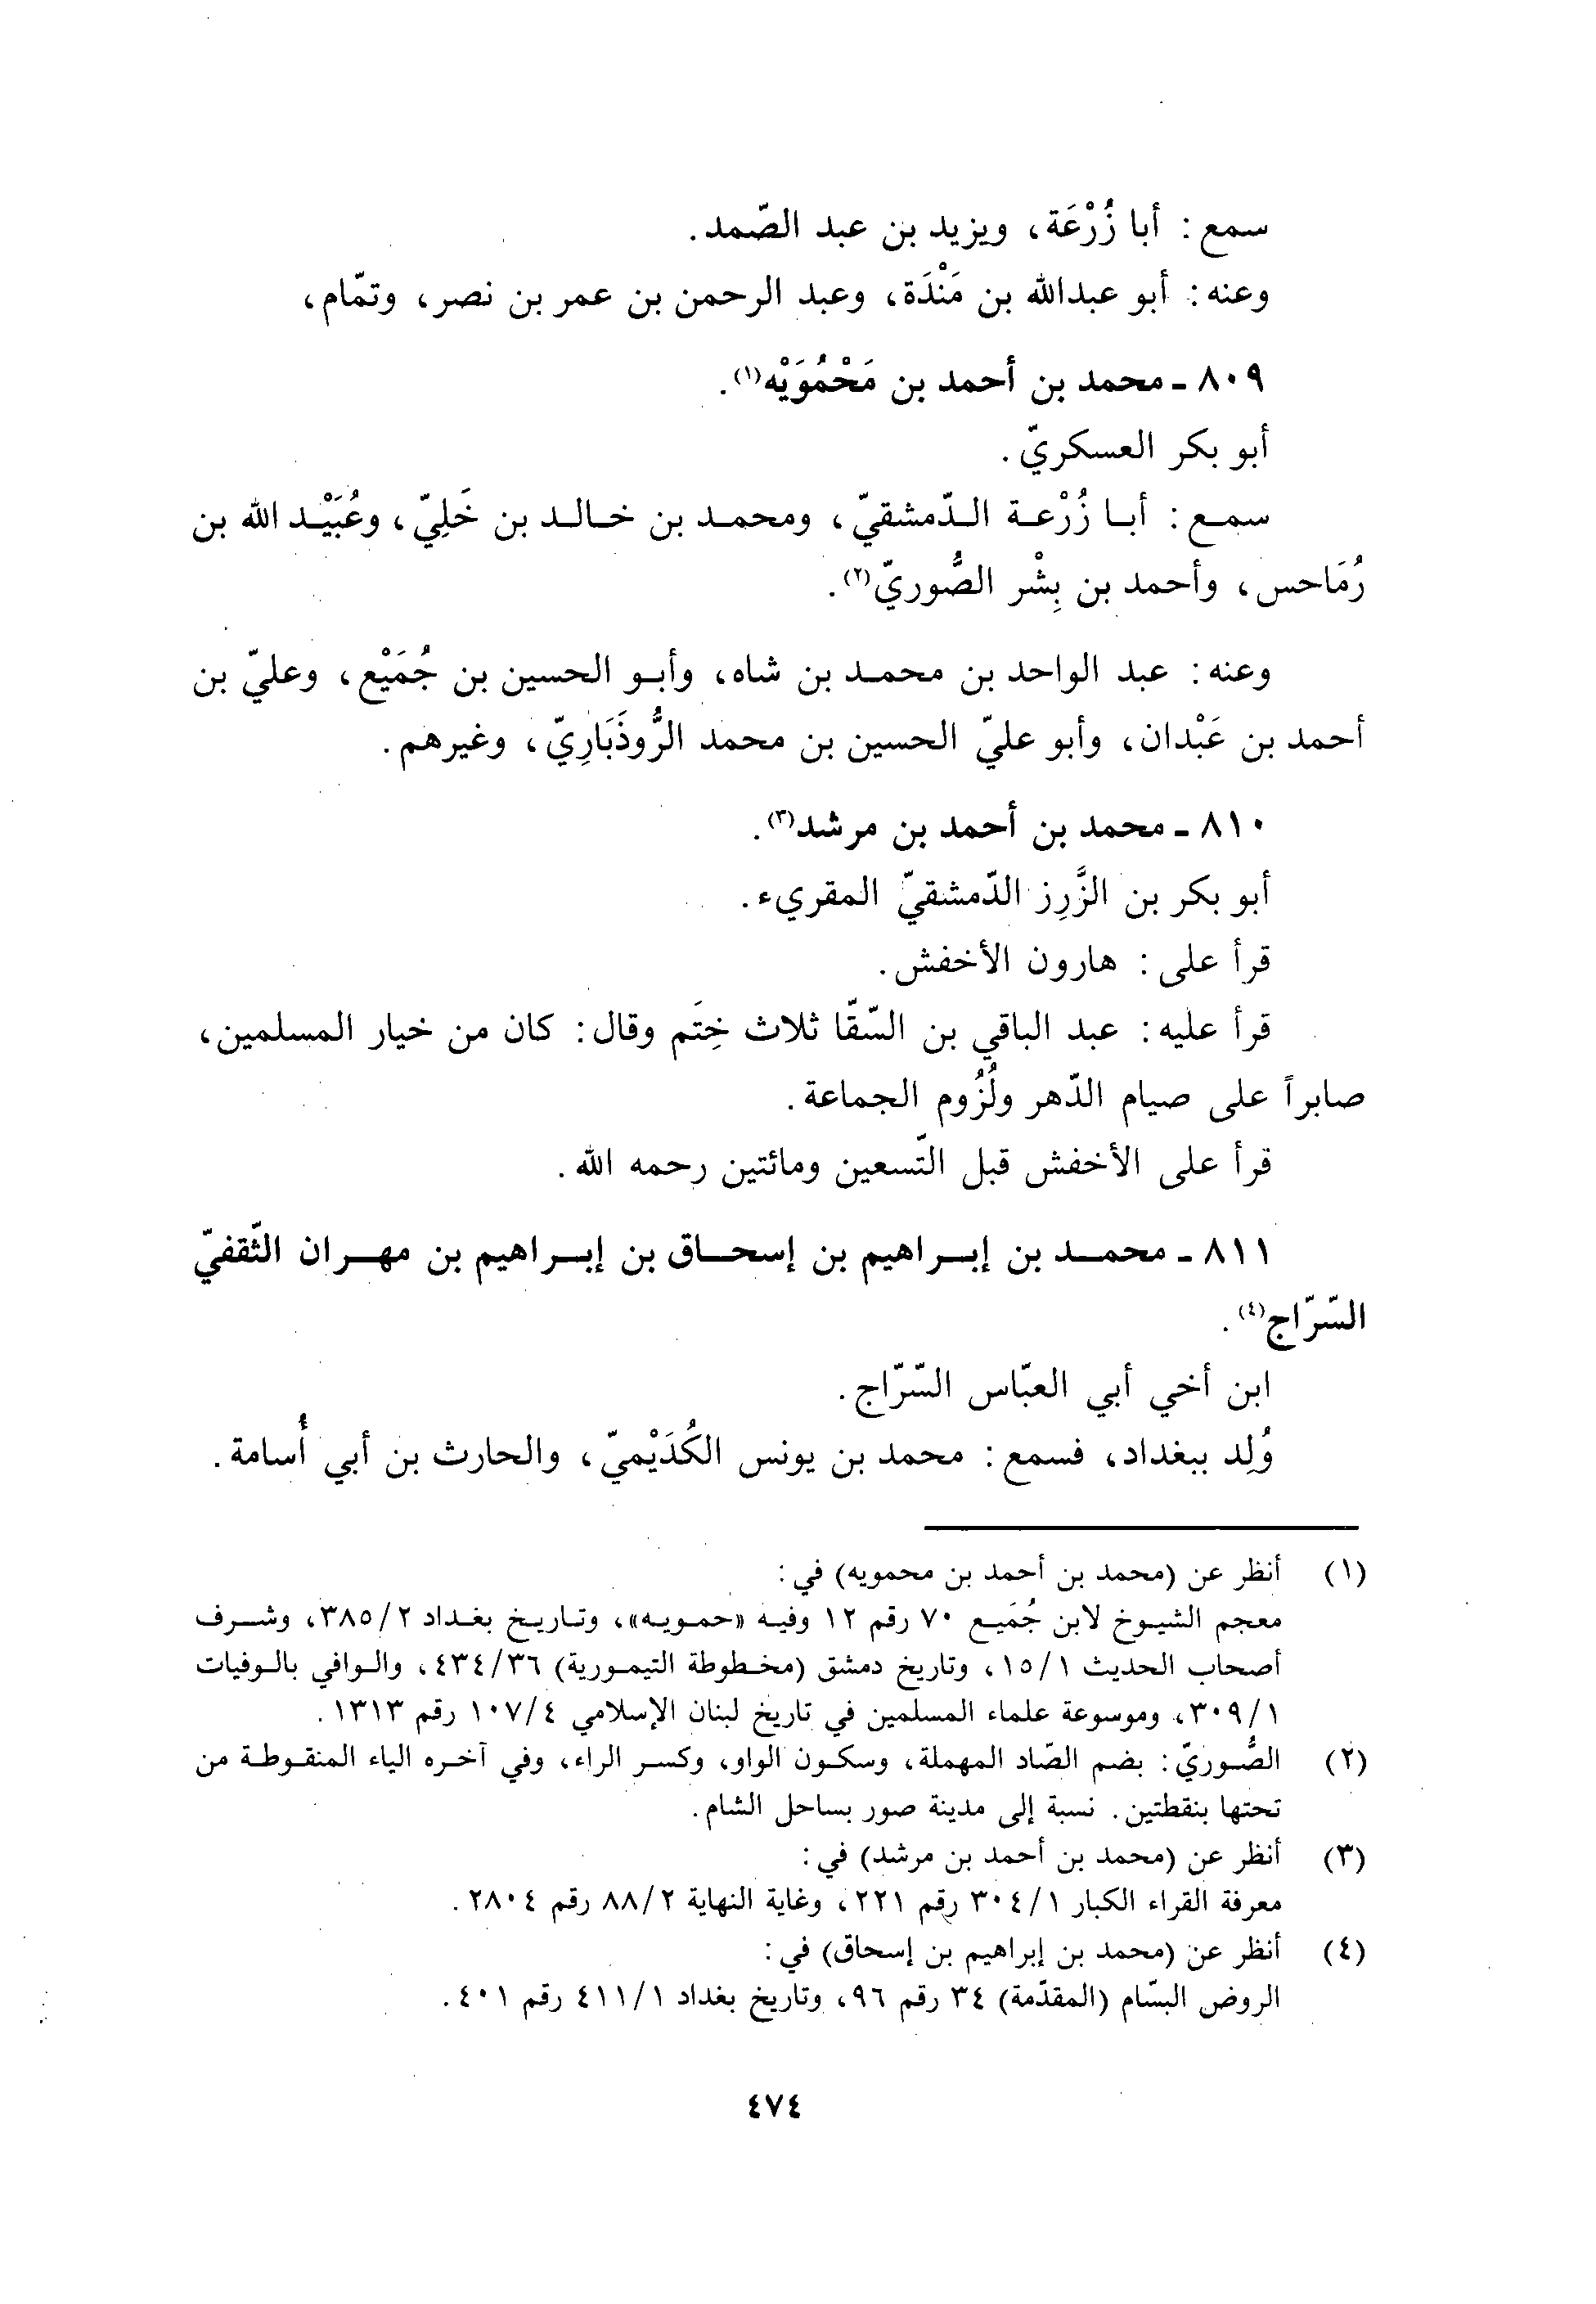 سمع: أبا زُرْعَة، ويزيد بن عبد الصّمد.
وعنه: أبو عبدالله بن مَنْدَة، وعبد الرحمن بن عمر بن نصر، وتمّام،
٨٠٩ ـ محمد بن أحمد بن مَحْمُوَيْه(١).
أبو بكر العسكريّ.
سمع: أبا زُرْعة الدّمشقيّ، ومحمد بن خالد بن خَلِيّ، وعُبَيْد الله بن
رُمَاحس، وأحمد بن بِشْر الصُّوريّ(٢).
وعنه: عبد الواحد بن محمد بن شاه، وأبو الحسين بن جُمَيْع، وعليّ بن
أحمد بن عَبْدان، وأبو عليّ الحسين بن محمد الرُّوذَبَارِيّ، وغيرهم.
٨١٠ ـ محمد بن أحمد بن مرشد(٣).
أبو بكر بن الزَّرِز الدّمشقيّ المقريء.
قرأ على: هارون الأخفش.
قرأ عليه: عبد الباقي بن السّقّا ثلاث خِتَم وقال: كان من خيار المسلمين،
صابراً على صيام الدّهر ولُزُوم الجماعة.
قرأ على الأخفش قبل التّسعين ومائتين رحمه الله.
٨١١ ـ محمد بن إبراهيم بن إسحاق بن إبراهيم بن مهران الثّقفيّ
السّرّاج(٤).
ابن أخي أبي العبّاس السّرّاج.
وُلِد ببغداد، فسمع: محمد بن يونس الكُدَيْميّ، والحارث بن أبي أُسامة.
(١) أنظر عن (محمد بن أحمد بن محمويه) في:
معجم الشيوخ لابن جُمَيع ٧٠ رقم ١٢ وفيه «حمويه»، وتاريخ بغداد ٣٨٥/٢، وشرف
أصحاب الحديث ١٥/١، وتاريخ دمشق (مخطوطة التيمورية) ٤٣٤/٣٦، والوافي بالوفيات
٣٠٩/١، وموسوعة علماء المسلمين في تاريخ لبنان الإسلامي ١٠٧/٤ رقم ١٣١٣.
(٢) الصُّوريّ: بضم الصّاد المهملة، وسكون الواو، وكسر الراء، وفي آخره الياء المنقوطة من
تحتها بنقطتين. نسبة إلى مدينة صور بساحل الشام.
(٣) أنظر عن (محمد بن أحمد بن مرشد) في:
معرفة القراء الكبار ٣٠٤/١ رقم ٢٢١، وغاية النهاية ٨٨/٢ رقم ٢٨٠٤.
(٤) أنظر عن (محمد بن إبراهيم بن إسحاق) في:
الروض البسّام (المقدّمة) ٣٤ رقم ٩٦، وتاريخ بغداد ٤١١/١ رقم ٤٠١.
٤٧٤